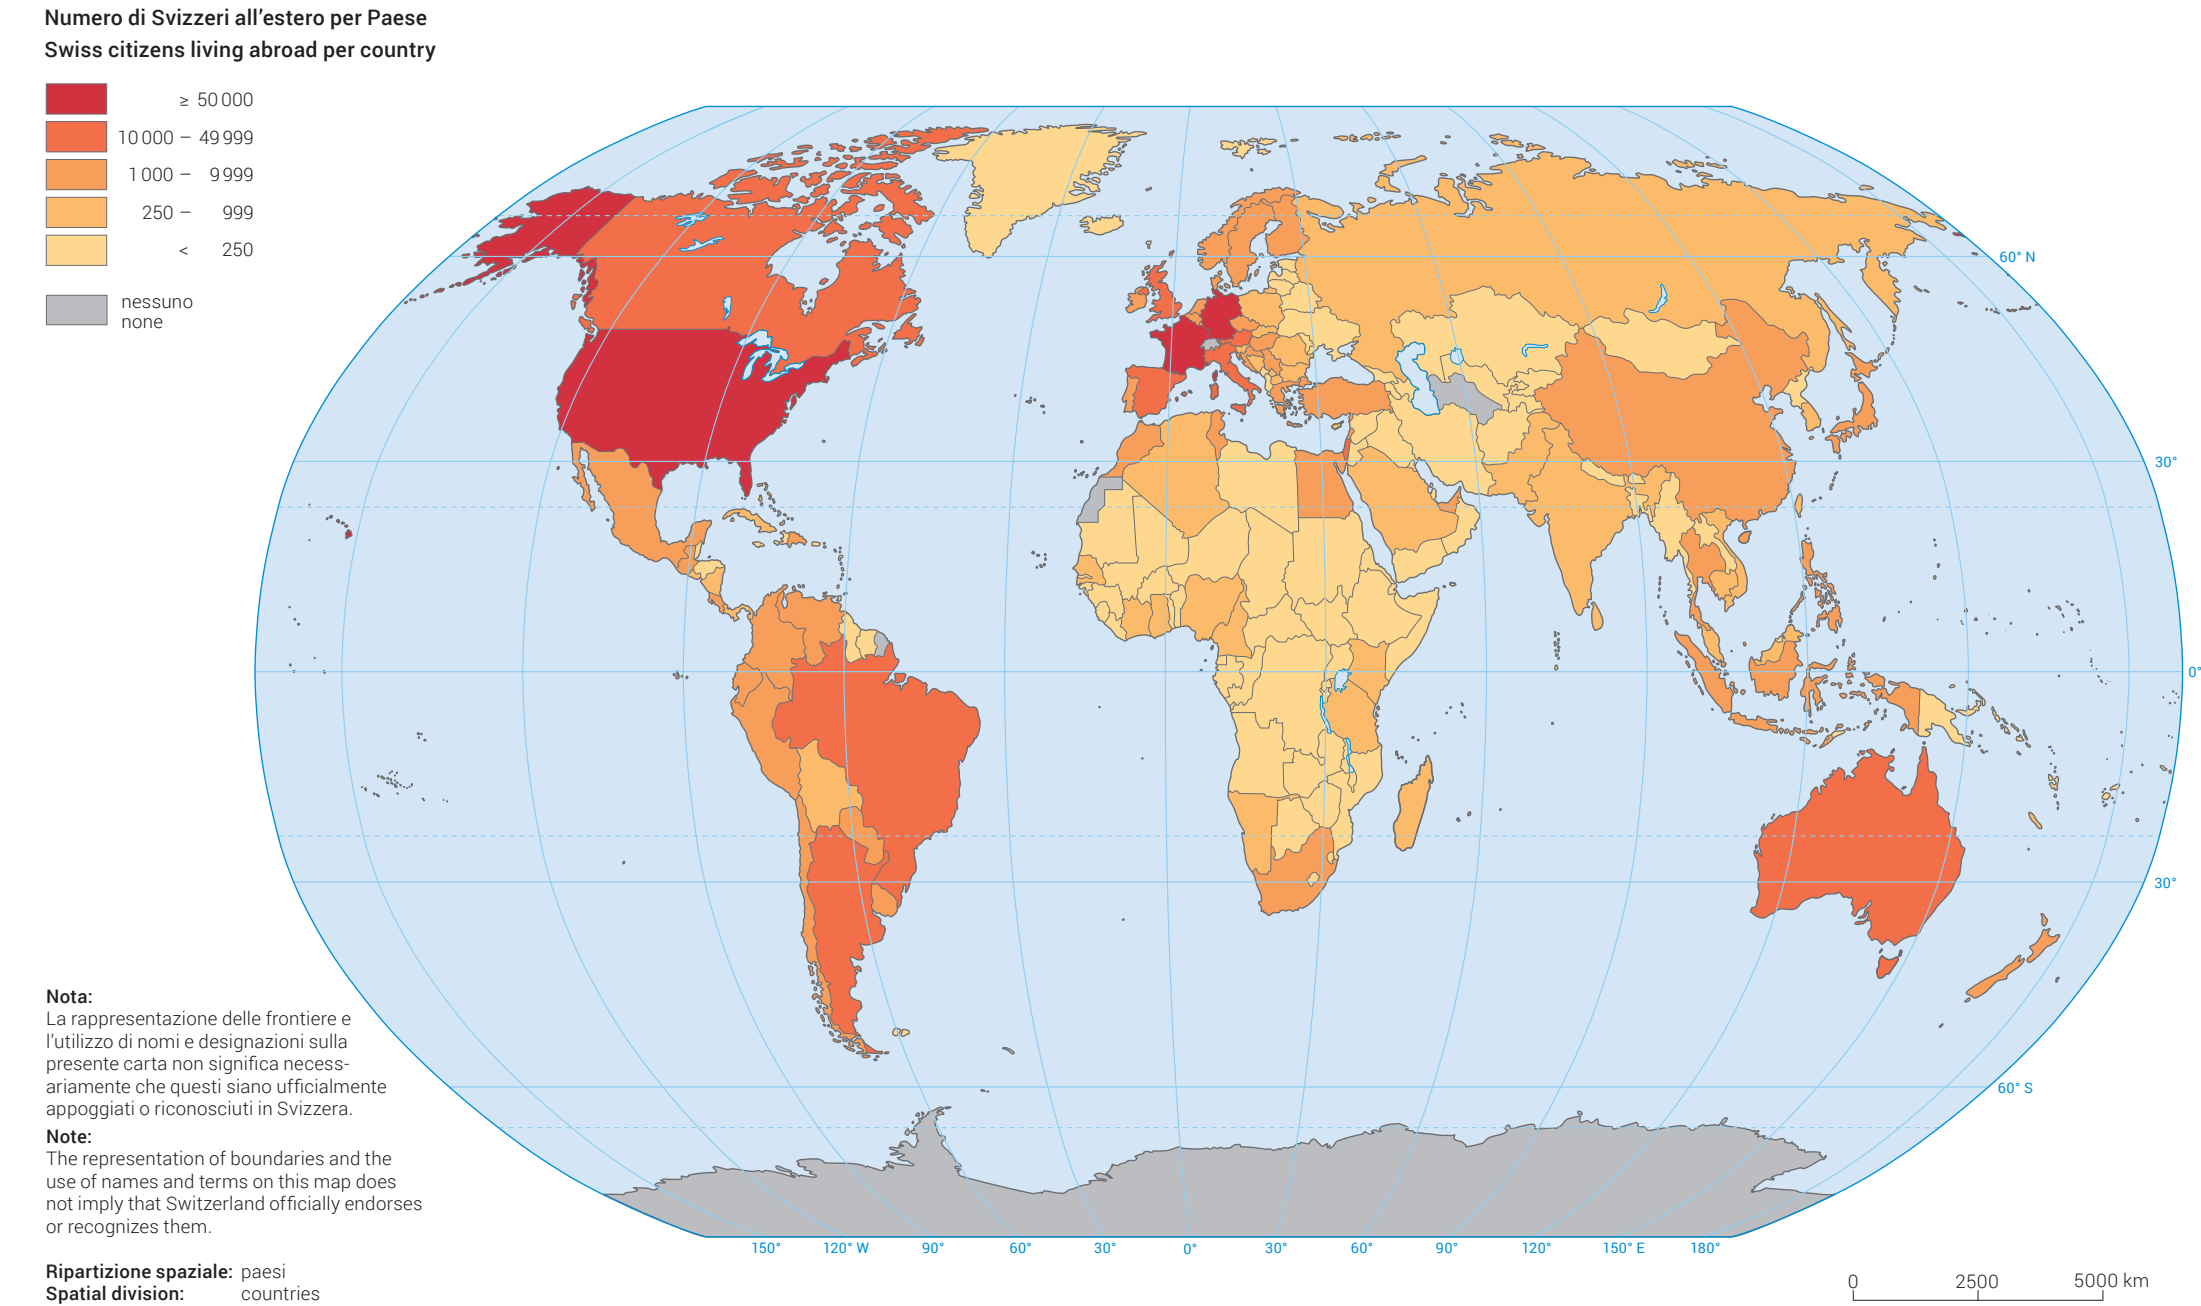 Numero di Svizzeri all’estero per Paese
Swiss citizens living abroad per country
≥ 50 000
10 000 – 49 999
1 000 – 9 999
250 – 999
< 250
nessuno
none
60° N
30°
0°
30°
60° S
150°
120° W
90°
60°
30°
0°
30°
60°
90°
120°
150° E
180°
Nota:
La rappresentazione delle frontiere e
l’utilizzo di nomi e designazioni sulla
presente carta non significa necess-
ariamente che questi siano ufficialmente
appoggiati o riconosciuti in Svizzera.
Note:
The representation of boundaries and the
use of names and terms on this map does
not imply that Switzerland officially endorses
or recognizes them.
Ripartizione spaziale: paesi
Spatial division: countries
0 2500 5000 km